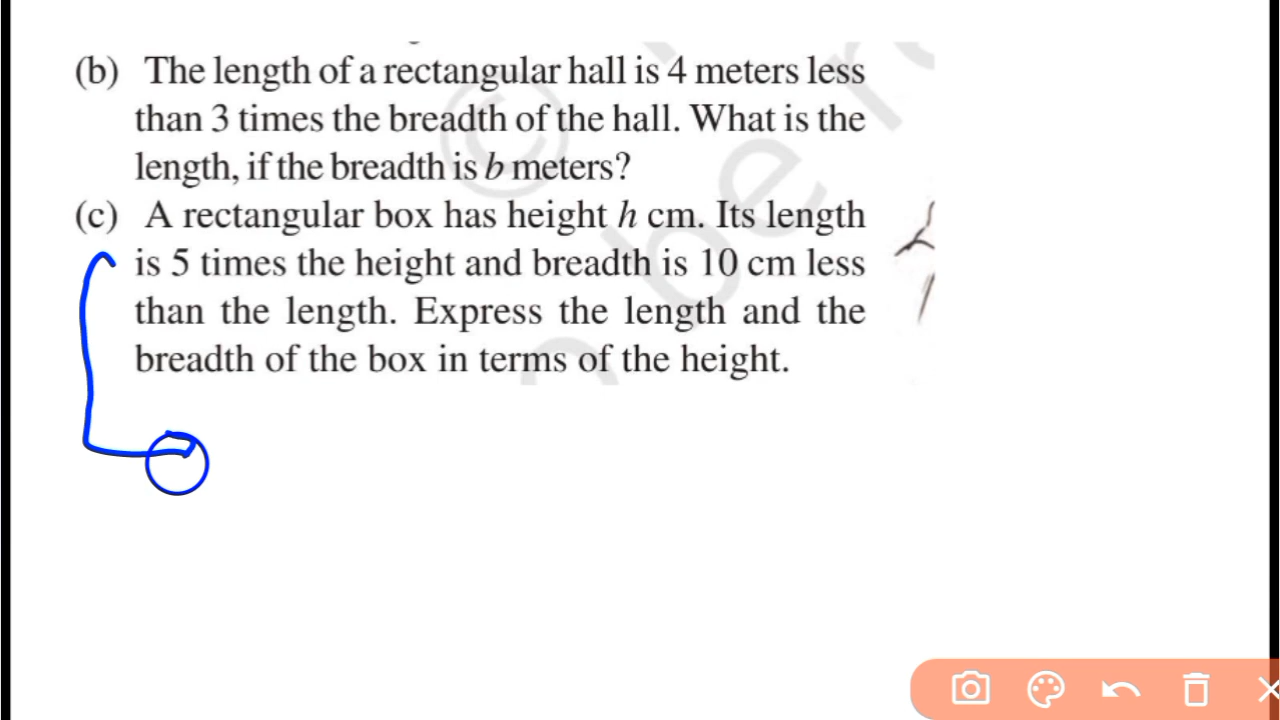 (b) The length of a rectangular hall is 4 meters less
than 3 times the breadth of the hall. What is the
length, if the breadth is b meters?
(c) A rectangular box has height h cm. Its length
is 5 times the height and breadth is 10 cm less
than the length. Express the length and the
breadth of the box in terms of the height.